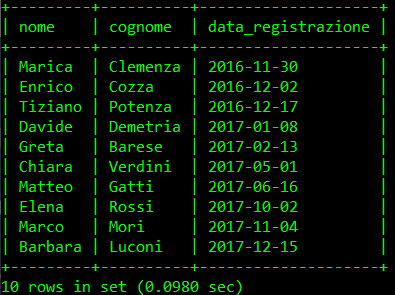 +----------+----------+--------------------+
| nome     | cognome  | data_registrazione |
+----------+----------+--------------------+
| Marica   | Clemenza | 2016-11-30         |
| Enrico   | Cozza    | 2016-12-02         |
| Tiziano  | Potenza  | 2016-12-17         |
| Davide   | Demetria | 2017-01-08         |
| Greta    | Barese   | 2017-02-13         |
| Chiara   | Verdini  | 2017-05-01         |
| Matteo   | Gatti    | 2017-06-16         |
| Elena    | Rossi    | 2017-10-02         |
| Marco    | Mori     | 2017-11-04         |
| Barbara  | Luconi   | 2017-12-15         |
+----------+----------+--------------------+
10 rows in set (0.0980 sec)